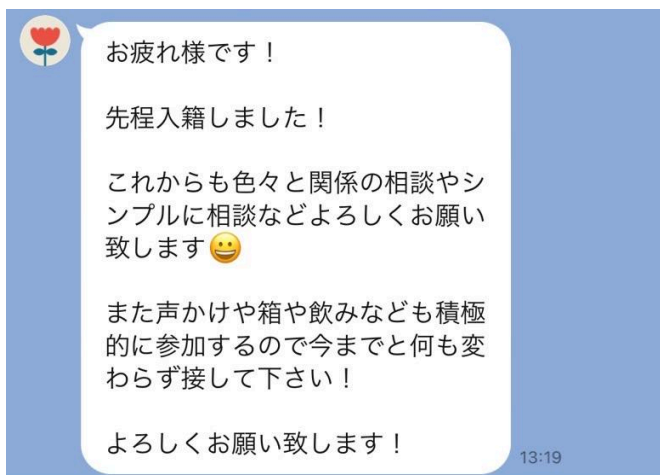 お疲れ様です！
先程入籍しました！
これからも色々と関係の相談やシ
ンプルに相談などよろしくお願い
致します😀
また声かけや箱や飲みなども積極
的に参加するので今までと何も変
わらず接して下さい！
よろしくお願い致します！
13:19